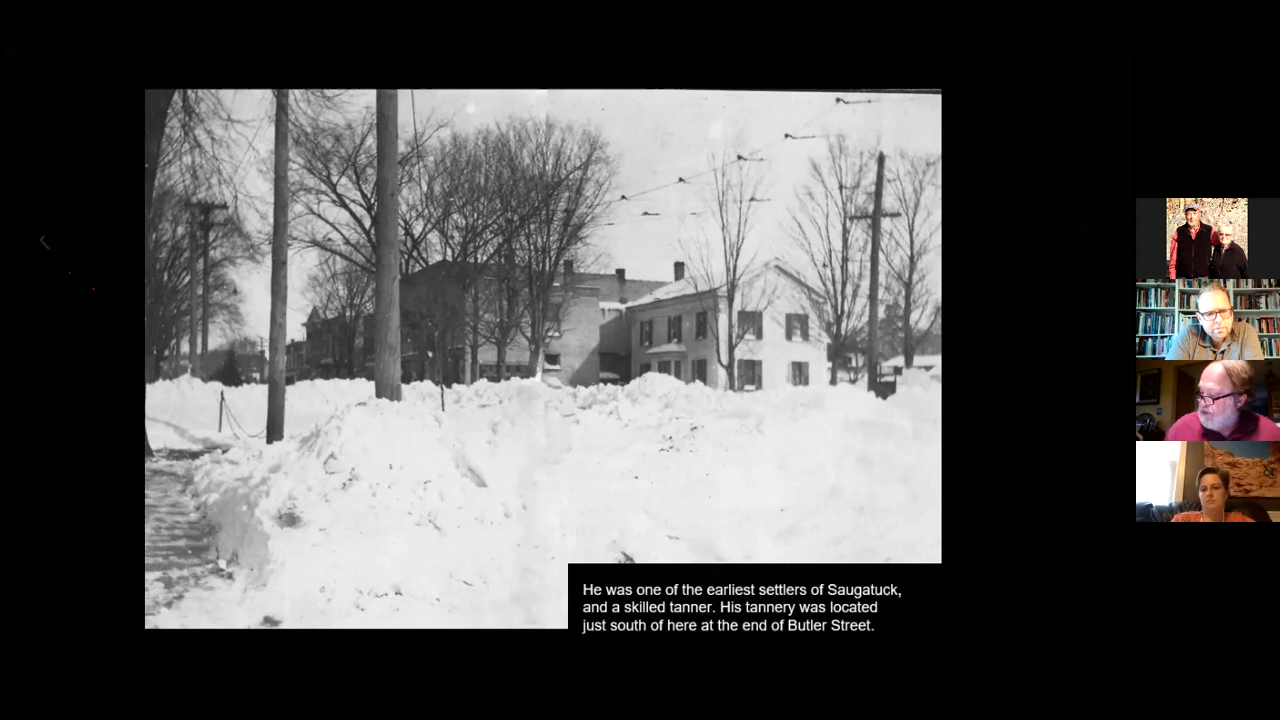 He was one of the earliest settlers of Saugatuck,
and a skilled tanner. His tannery was located
just south of here at the end of Butler Street.